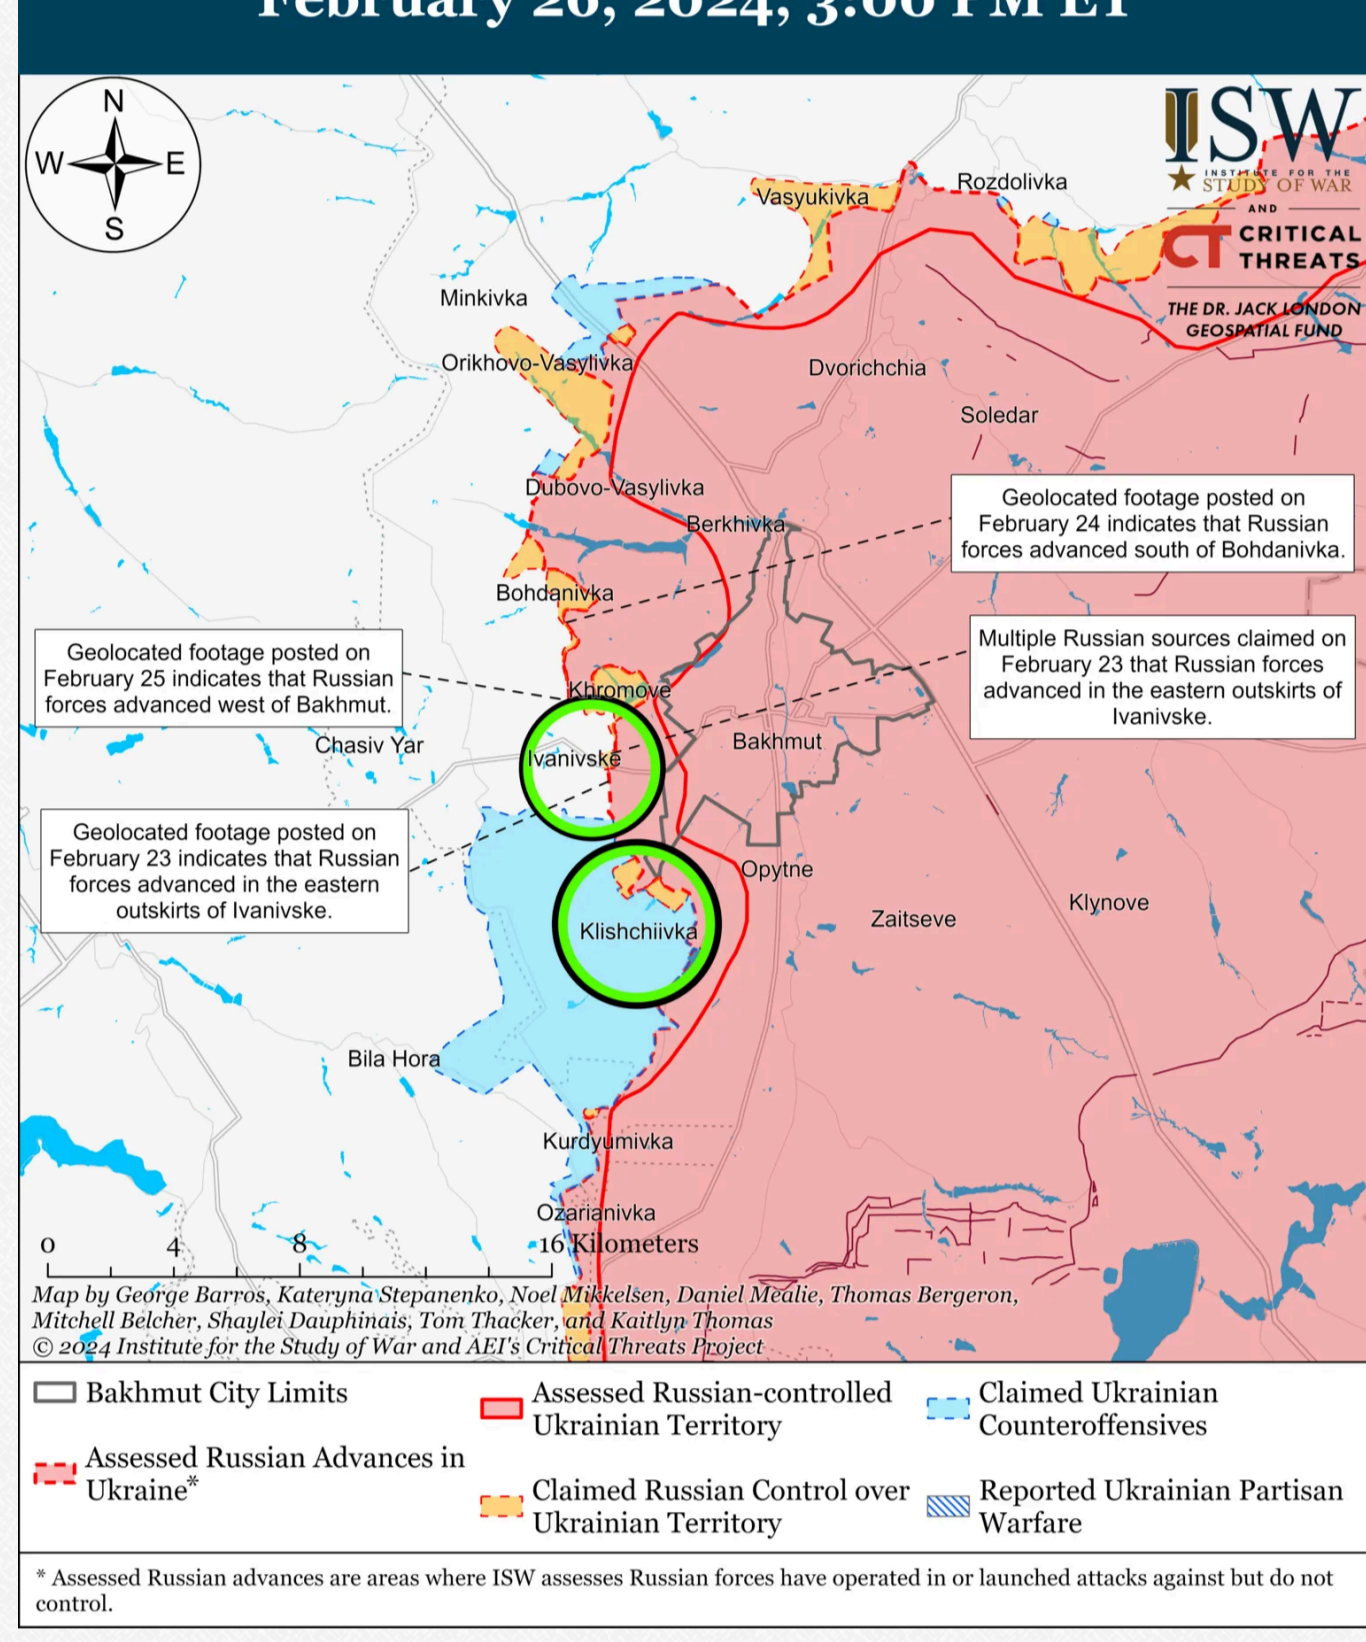 February 26, 2024, 3:00 PM ET
N
W
E
S
ISW
INSTITUTE FOR THE
STUDY OF WAR
AND
CT CRITICAL
THREATS
THE DR. JACK LONDON
GEOSPATIAL FUND
Rozdolivka
Vasyukivka
Minkivka
Orikhovo-Vasylivka
Dvorichchia
Soledar
Dubovo-Vasylivka
Berkhivka
Geolocated footage posted on
February 24 indicates that Russian
forces advanced south of Bohdanivka.
Bohdanivka
Multiple Russian sources claimed on
February 23 that Russian forces
advanced in the eastern outskirts of
Ivanivske.
Geolocated footage posted on
February 25 indicates that Russian
forces advanced west of Bakhmut.
Khromove
Chasiv Yar
Ivanivske
Bakhmut
Geolocated footage posted on
February 23 indicates that Russian
forces advanced in the eastern
outskirts of Ivanivske.
Opytne
Klishchiivka
Zaitseve
Klynove
Bila Hora
Kurdyumivka
Ozarianivka
0 4 8 16 Kilometers
Map by George Barros, Kateryna Stepanenko, Noel Mikkelsen, Daniel Mealie, Thomas Bergeron,
Mitchell Belcher, Shaylei Dauphinais, Tom Thacker, and Kaitlyn Thomas
© 2024 Institute for the Study of War and AEI's Critical Threats Project
Bakhmut City Limits
Assessed Russian Advances in
Ukraine*
Assessed Russian-controlled
Ukrainian Territory
Claimed Russian Control over
Ukrainian Territory
Claimed Ukrainian
Counteroffensives
Reported Ukrainian Partisan
Warfare
* Assessed Russian advances are areas where ISW assesses Russian forces have operated in or launched attacks against but do not
control.